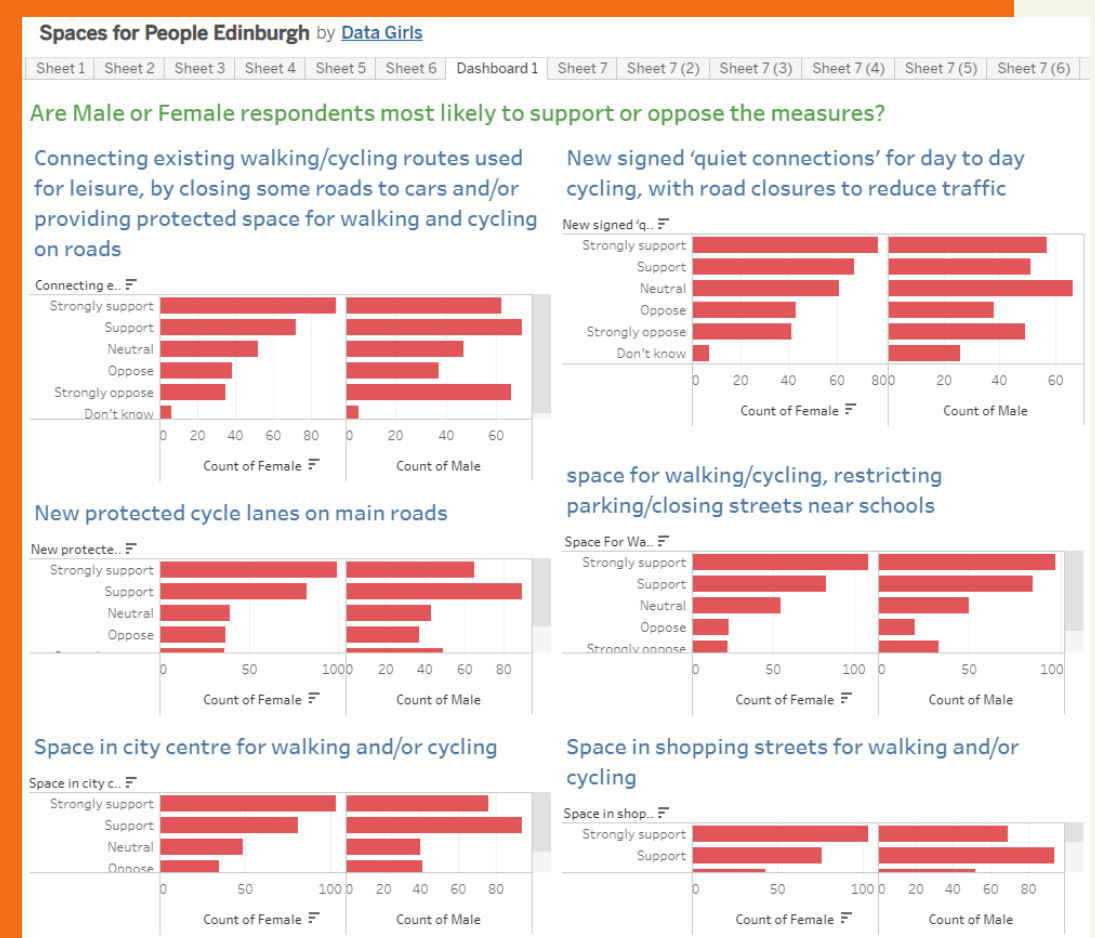 Spaces for People Edinburgh by Data Girls
Sheet 1 Sheet 2 Sheet 3 Sheet 4 Sheet 5 Sheet 6 Dashboard 1 Sheet 7 Sheet 7 (2) Sheet 7 (3) Sheet 7 (4) Sheet 7 (5) Sheet 7 (6)
Are Male or Female respondents most likely to support or oppose the measures?
Connecting existing walking/cycling routes used
for leisure, by closing some roads to cars and/or
providing protected space for walking and cycling
on roads
Connecting e..
Strongly support
Support
Neutral
Oppose
Strongly oppose
Don't know
0 20 40 60 80 0 20 40 60
Count of Female Count of Male
New signed 'quiet connections' for day to day
cycling, with road closures to reduce traffic
New signed 'q..
Strongly support
Support
Neutral
Oppose
Strongly oppose
Don't know
0 20 40 60 80 0 20 40 60
Count of Female Count of Male
New protected cycle lanes on main roads
New protecte..
Strongly support
Support
Neutral
Oppose
0 50 100 0 20 40 60 80
Count of Female Count of Male
space for walking/cycling, restricting
parking/closing streets near schools
Space For Wa..
Strongly support
Support
Neutral
Oppose
Strongly oppose
0 50 100 0 50 100
Count of Female Count of Male
Space in city centre for walking and/or cycling
Space in city c..
Strongly support
Support
Neutral
Oppose
0 50 100 0 20 40 60 80
Count of Female Count of Male
Space in shopping streets for walking and/or
cycling
Space in shop..
Strongly support
Support
0 50 100 0 20 40 60 80
Count of Female Count of Male